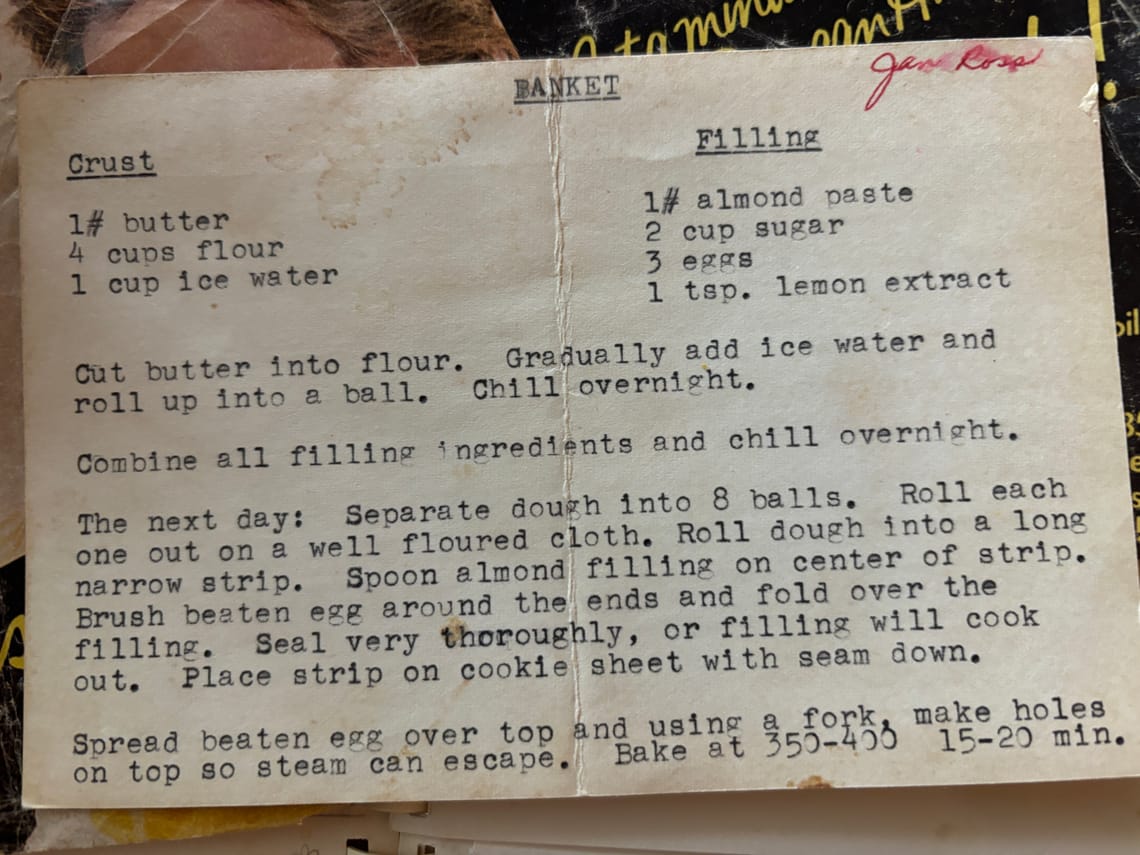 Jan Ross
BANKET
Crust
1# butter
4 cups flour
1 cup ice water
Filling
1# almond paste
2 cup sugar
3 eggs
1 tsp. lemon extract
Cut butter into flour. Gradually add ice water and
roll up into a ball. Chill overnight.
Combine all filling ingredients and chill overnight.
The next day: Separate dough into 8 balls. Roll each
one out on a well floured cloth. Roll dough into a long
narrow strip. Spoon almond filling on center of strip.
Brush beaten egg around the ends and fold over the
filling. Seal very thoroughly, or filling will cook
out. Place strip on cookie sheet with seam down.
Spread beaten egg over top and using a fork, make holes
on top so steam can escape. Bake at 350-400 15-20 min.